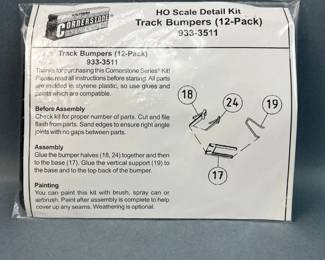 CORNERSTONE
HO Scale Detail Kit
Track Bumpers (12-Pack)
933-3511
Track Bumpers (12-Pack)
933-3511
Thanks for purchasing this Cornerstone Series® Kit!
Please read all instructions before starting! All parts
are molded in styrene plastic, so use glues and
paints which are compatible.
Before Assembly
Check kit for proper number of parts. Cut and file
flash from parts. Sand edges to ensure right angle
joints with no gaps between parts.
Assembly
Glue the bumper halves (18, 24) together and then
to the base (17). Glue the vertical support (19) to
the base and to the top back of the bumper.
Painting
You can paint this kit with brush, spray can or
airbrush. Paint after assembly is complete to help
cover up any seams. Weathering is optional.
18
24
19
17